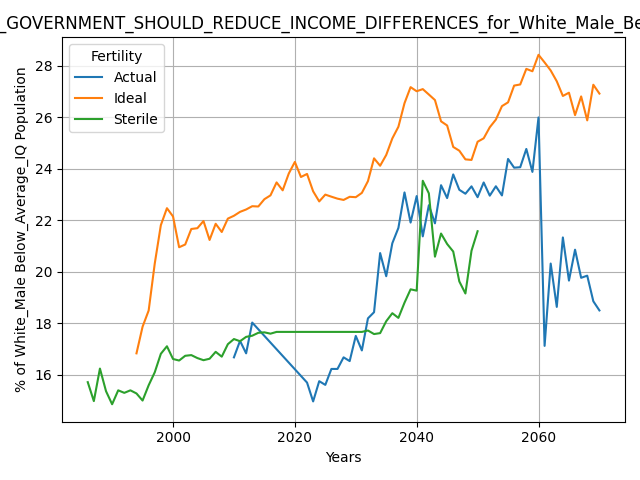 _GOVERNMENT_SHOULD_REDUCE_INCOME_DIFFERENCES_for_White_Male_Be
Fertility
Actual
Ideal
Sterile
% of White_Male Below_Average_IQ Population
28
26
24
22
20
18
16
2000
2020
2040
2060
Years